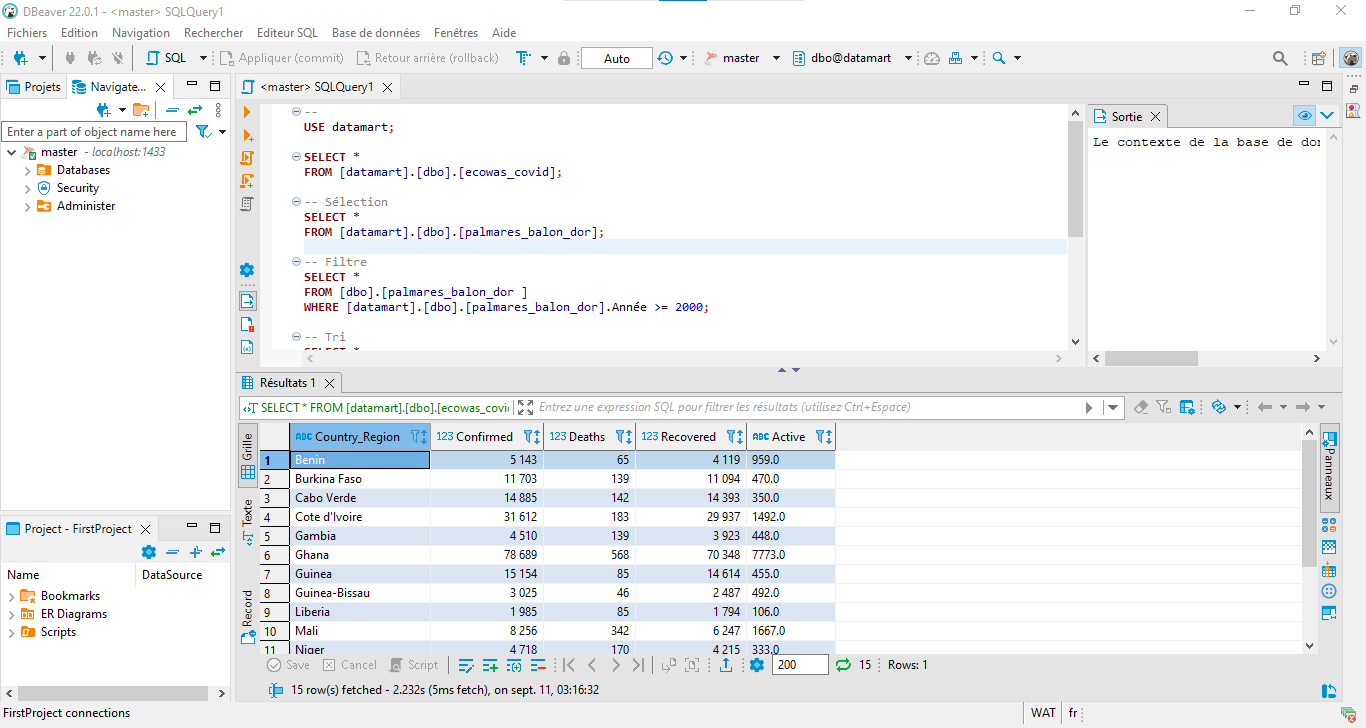 DBeaver 22.0.1 - <master> SQLQuery1
Fichiers Edition Navigation Rechercher Editeur SQL Base de données Fenêtres Aide
SQL Appliquer (commit) Retour arrière (rollback) Auto master dbo@datamart
Projets Navigate...
Enter a part of object name here
master - localhost:1433
Databases
Security
Administer
<master> SQLQuery1
--
USE datamart;
SELECT *
FROM [datamart].[dbo].[ecowas_covid];
-- Sélection
SELECT *
FROM [datamart].[dbo].[palmares_balon_dor];
-- Filtre
SELECT *
FROM [dbo].[palmares_balon_dor ]
WHERE [datamart].[dbo].[palmares_balon_dor].Année >= 2000;
-- Tri
SELECT *
Sortie
Le contexte de la base de do
Résultats 1
SELECT * FROM [datamart].[dbo].[ecowas_covi
Entrez une expression SQL pour filtrer les résultats (utilisez Ctrl+Espace)
Grille
Texte
Record
ABC Country_Region 123 Confirmed 123 Deaths 123 Recovered ABC Active
1 Benin 5 143 65 4 119 959.0
2 Burkina Faso 11 703 139 11 094 470.0
3 Cabo Verde 14 885 142 14 393 350.0
4 Cote d'Ivoire 31 612 183 29 937 1492.0
5 Gambia 4 510 139 3 923 448.0
6 Ghana 78 689 568 70 348 7773.0
7 Guinea 15 154 85 14 614 455.0
8 Guinea-Bissau 3 025 46 2 487 492.0
9 Liberia 1 985 85 1 794 106.0
10 Mali 8 256 342 6 247 1667.0
11 Niger 4 718 170 4 215 333.0
Panneaux
Save Cancel Script 200 15 Rows: 1
15 row(s) fetched - 2.232s (5ms fetch), on sept. 11, 03:16:32
Project - FirstProject
Name DataSource
Bookmarks
ER Diagrams
Scripts
FirstProject connections
WAT fr